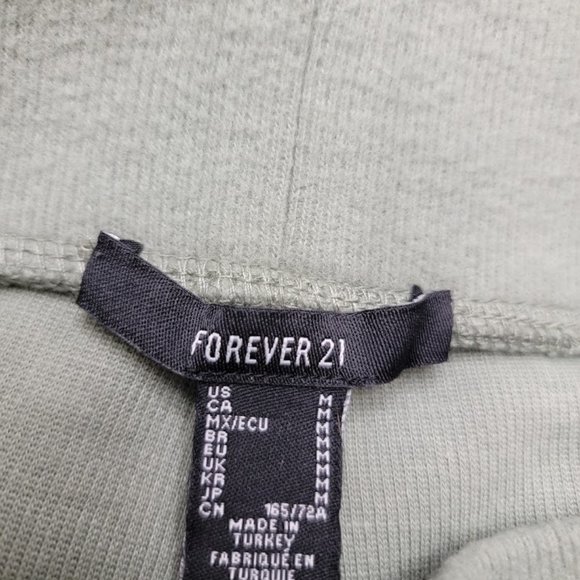 FOREVER 21
US M
CA M
MX/ECU M
BR M
EU M
UK M
KR M
JP M
CN 165/72A
MADE IN
TURKEY
FABRIQUÉ EN
TURQUIE